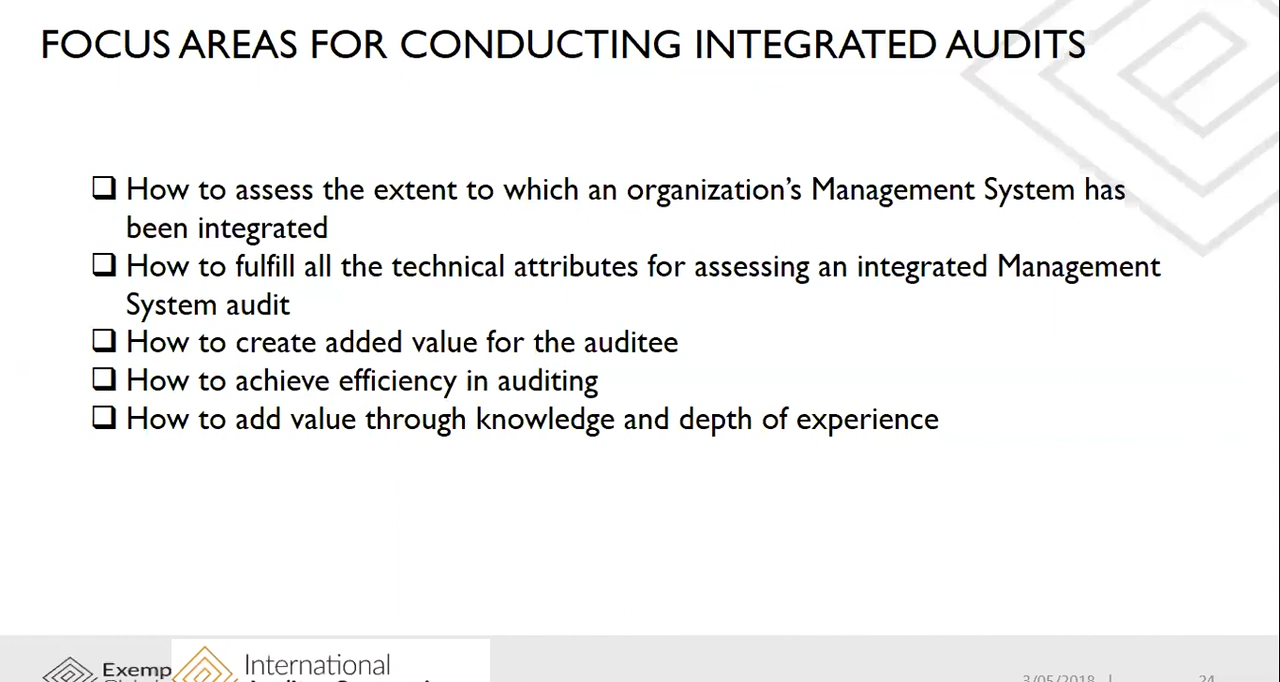 FOCUS AREAS FOR CONDUCTING INTEGRATED AUDITS
❑ How to assess the extent to which an organization’s Management System has
been integrated
❑ How to fulfill all the technical attributes for assessing an integrated Management
System audit
❑ How to create added value for the auditee
❑ How to achieve efficiency in auditing
❑ How to add value through knowledge and depth of experience
Exemp
International
3/05/2018 |
24